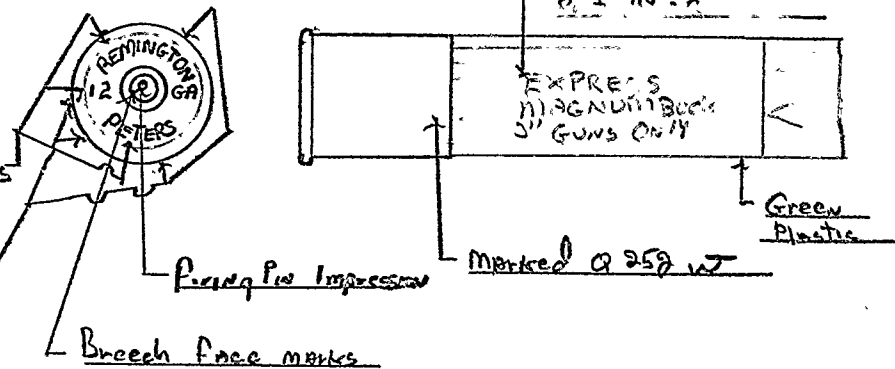 REMINGTON
12 GA
PETERS
EXPRESS
MAGNUM Buck
3" GUNS ONLY
Green
Plastic
Marked Q 252 WJ
Firing Pin Impression
Breech Face marks